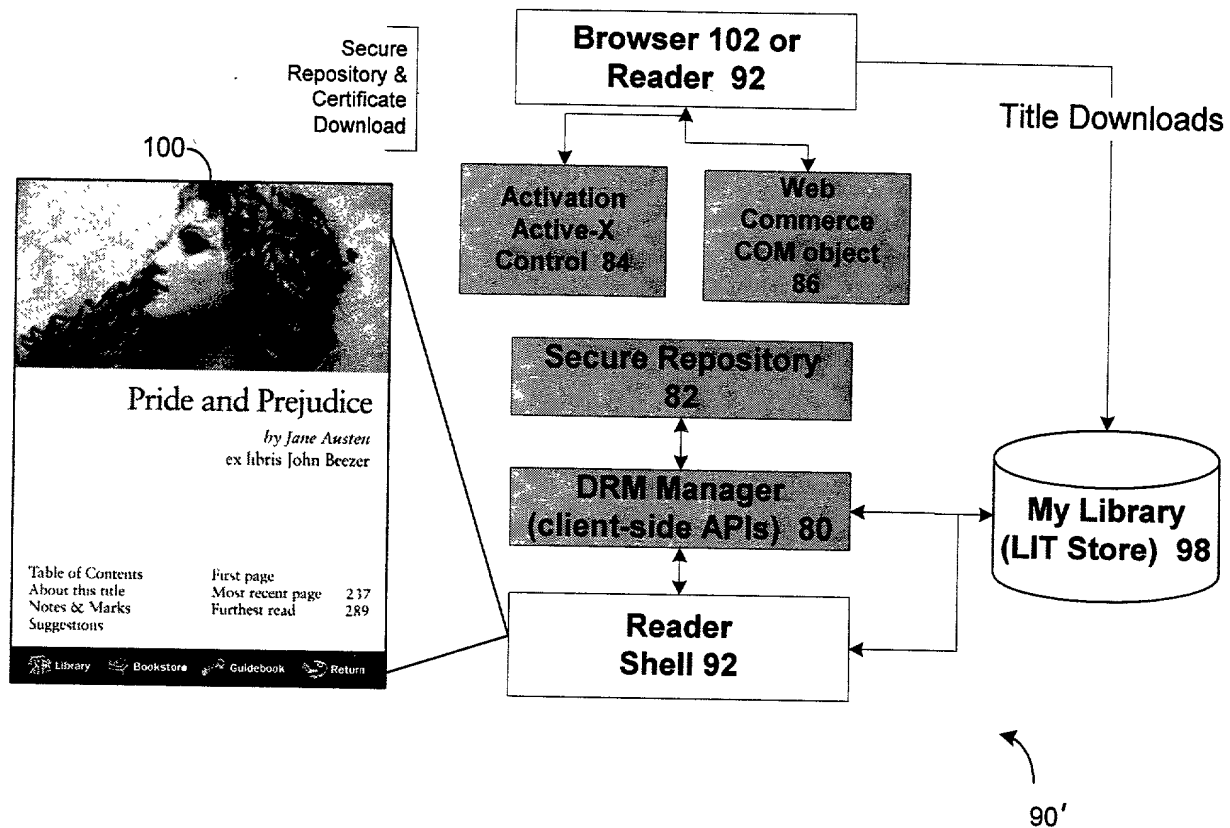 Secure
Repository &
Certificate
Download
Browser 102 or
Reader 92
Title Downloads
100
Activation
Active-X
Control 84
Web
Commerce
COM object
86
Pride and Prejudice
by Jane Austen
ex libris John Beezer
Table of Contents
About this title
Notes & Marks
Suggestions
First page
Most recent page 237
Furthest read 289
Library Bookstore Guidebook Return
Secure Repository
82
DRM Manager
(client-side APIs) 80
Reader
Shell 92
My Library
(LIT Store) 98
90'